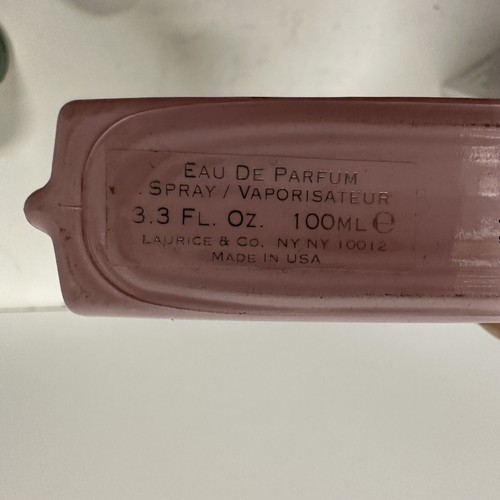 EAU DE PARFUM
SPRAY / VAPORISATEUR
3.3 FL. OZ. 100ML ℮
LAURICE & CO. NY NY 10012
MADE IN USA